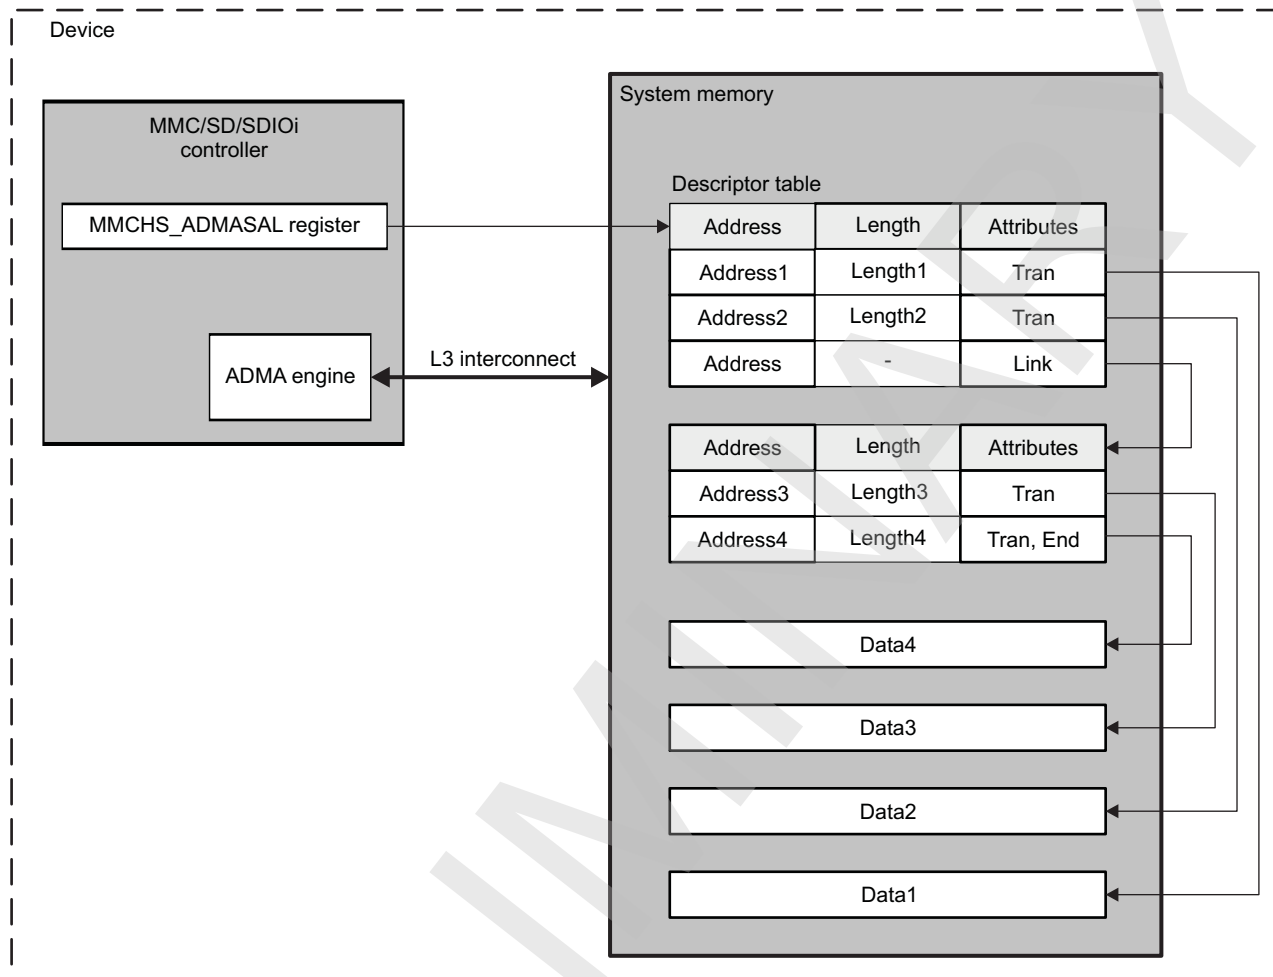 Device
MMC/SD/SDIOi
controller
MMCHS_ADMASAL register
ADMA engine
L3 interconnect
System memory
Descriptor table
Address Length Attributes
Address1 Length1 Tran
Address2 Length2 Tran
Address - Link
Address Length Attributes
Address3 Length3 Tran
Address4 Length4 Tran, End
Data4
Data3
Data2
Data1
IMINARY